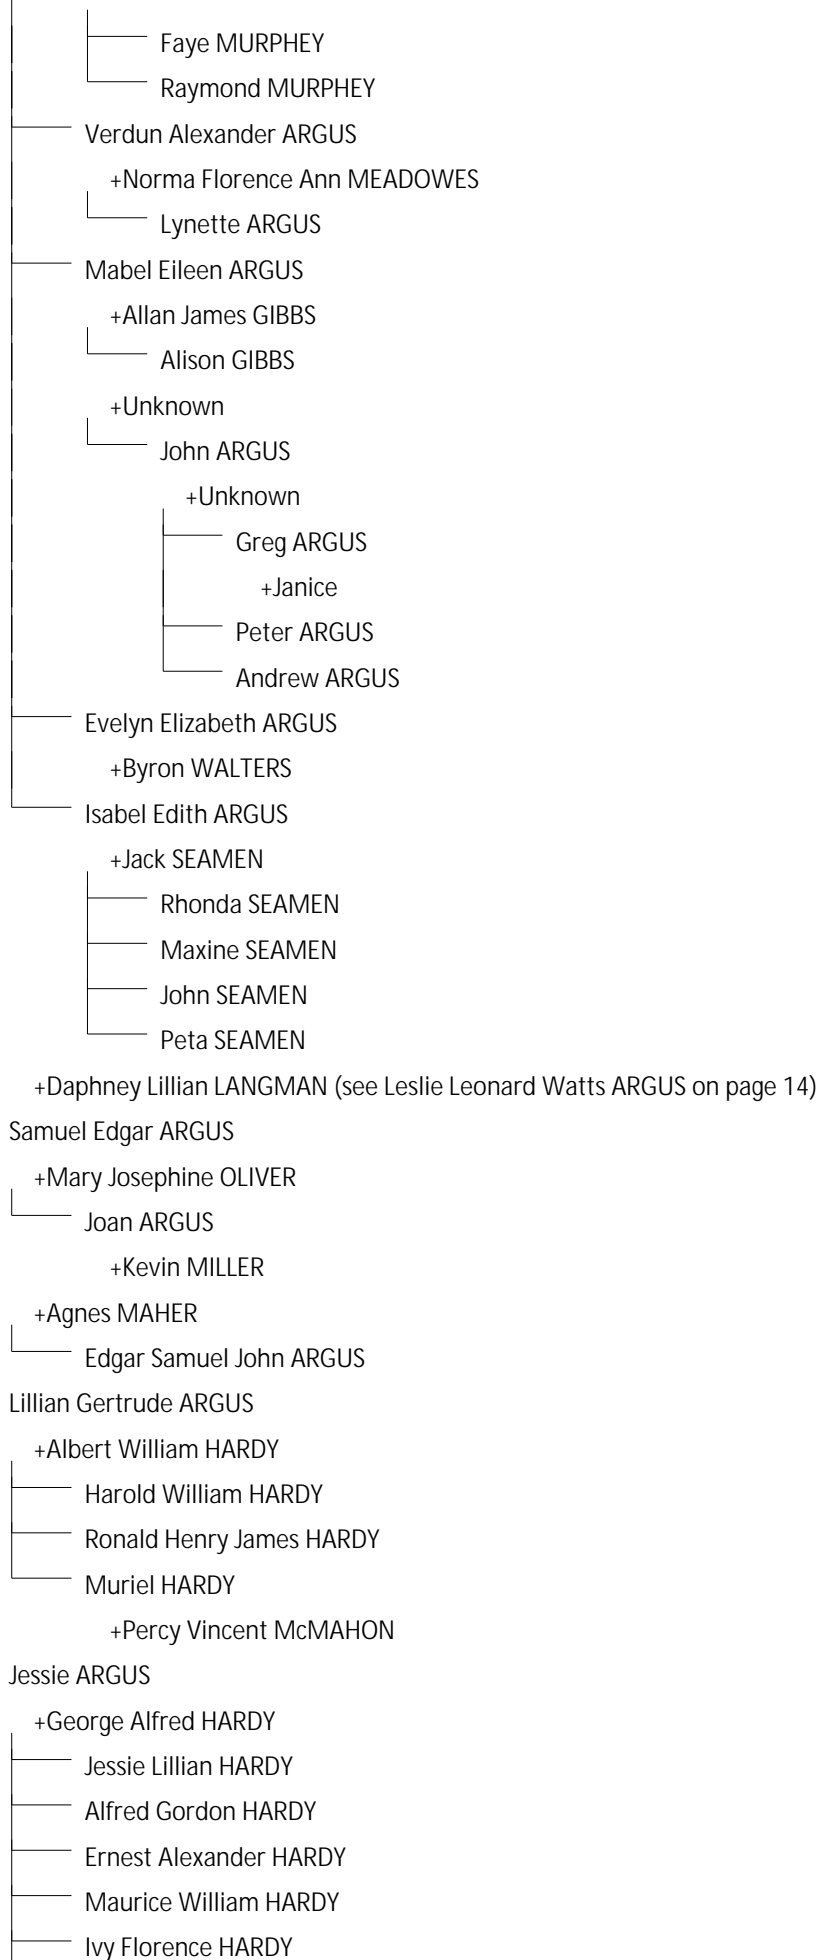 Faye MURPHEY
Raymond MURPHEY
Verdun Alexander ARGUS
+Norma Florence Ann MEADOWES
Lynette ARGUS
Mabel Eileen ARGUS
+Allan James GIBBS
Alison GIBBS
+Unknown
John ARGUS
+Unknown
Greg ARGUS
+Janice
Peter ARGUS
Andrew ARGUS
Evelyn Elizabeth ARGUS
+Byron WALTERS
Isabel Edith ARGUS
+Jack SEAMEN
Rhonda SEAMEN
Maxine SEAMEN
John SEAMEN
Peta SEAMEN
+Daphney Lillian LANGMAN (see Leslie Leonard Watts ARGUS on page 14)
Samuel Edgar ARGUS
+Mary Josephine OLIVER
Joan ARGUS
+Kevin MILLER
+Agnes MAHER
Edgar Samuel John ARGUS
Lillian Gertrude ARGUS
+Albert William HARDY
Harold William HARDY
Ronald Henry James HARDY
Muriel HARDY
+Percy Vincent McMAHON
Jessie ARGUS
+George Alfred HARDY
Jessie Lillian HARDY
Alfred Gordon HARDY
Ernest Alexander HARDY
Maurice William HARDY
Ivy Florence HARDY